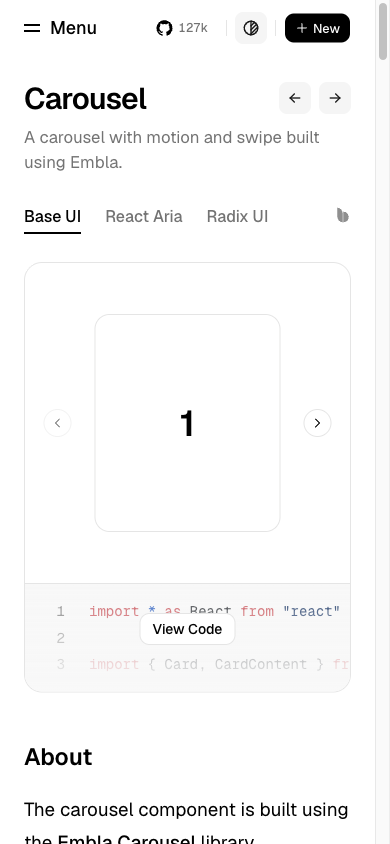 Menu
127k
New
Carousel
A carousel with motion and swipe built
using Embla.
Base UI
React Aria
Radix UI
1
1 import * as React from "react"
2
View Code
3 import { Card, CardContent } fr
About
The carousel component is built using
the Embla Carousel library.